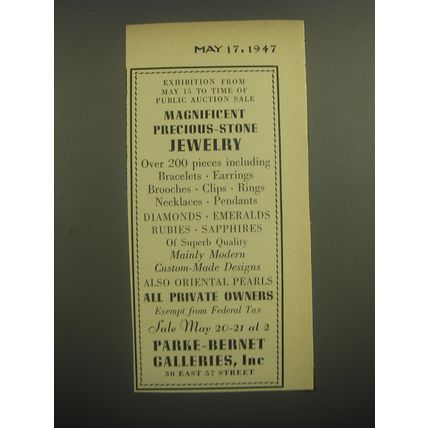 MAY 17, 1947
EXHIBITION FROM
MAY 15 TO TIME OF
PUBLIC AUCTION SALE
MAGNIFICENT
PRECIOUS-STONE
JEWELRY
Over 200 pieces including
Bracelets · Earrings
Brooches · Clips · Rings
Necklaces · Pendants
DIAMONDS · EMERALDS
RUBIES · SAPPHIRES
Of Superb Quality
Mainly Modern
Custom-Made Designs
ALSO ORIENTAL PEARLS
ALL PRIVATE OWNERS
Exempt from Federal Tax
Sale May 20-21 at 2
PARKE-BERNET
GALLERIES, Inc
30 EAST 57 STREET